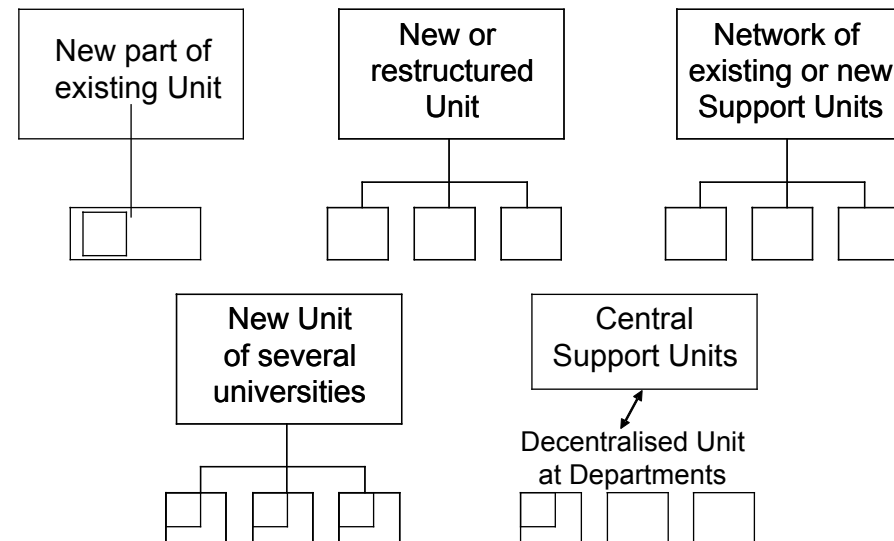 New part of
existing Unit
New or
restructured
Unit
Network of
existing or new
Support Units
New Unit
of several
universities
Central
Support Units
Decentralised Unit
at Departments